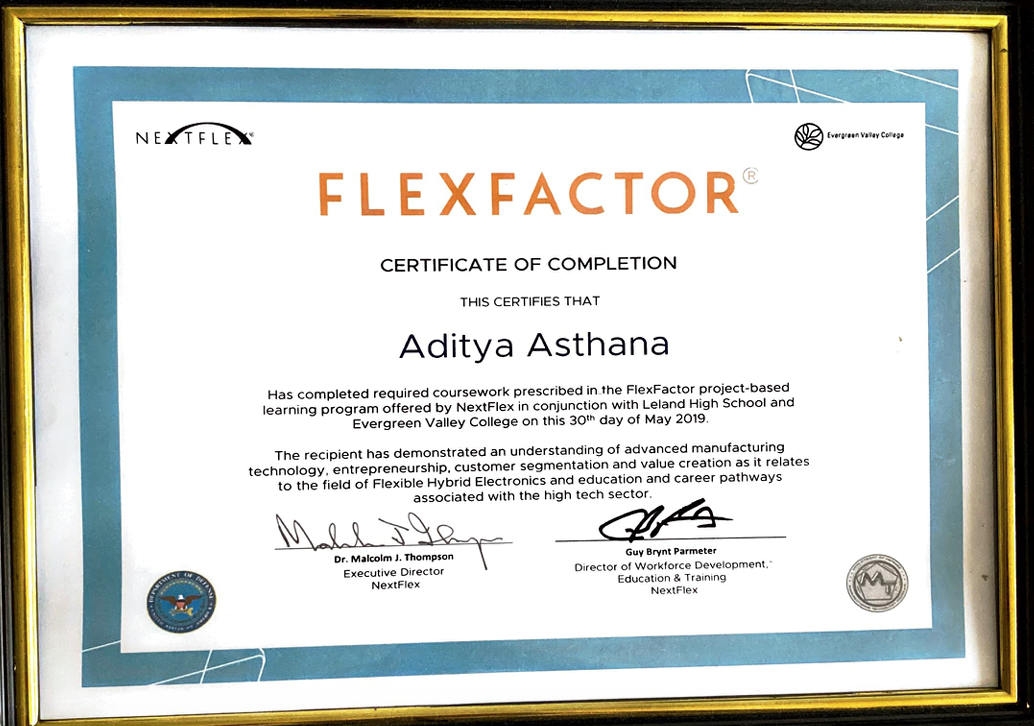 NEXTFLEX®
Evergreen Valley College
FLEXFACTOR®
CERTIFICATE OF COMPLETION
THIS CERTIFIES THAT
Aditya Asthana
Has completed required coursework prescribed in the FlexFactor project-based
learning program offered by NextFlex in conjunction with Leland High School and
Evergreen Valley College on this 30th day of May 2019.
The recipient has demonstrated an understanding of advanced manufacturing
technology, entrepreneurship, customer segmentation and value creation as it relates
to the field of Flexible Hybrid Electronics and education and career pathways
associated with the high tech sector.
Dr. Malcolm J. Thompson
Executive Director
NextFlex
Guy Brynt Parmeter
Director of Workforce Development,
Education & Training
NextFlex
DEPARTMENT OF DEFENSE
MT